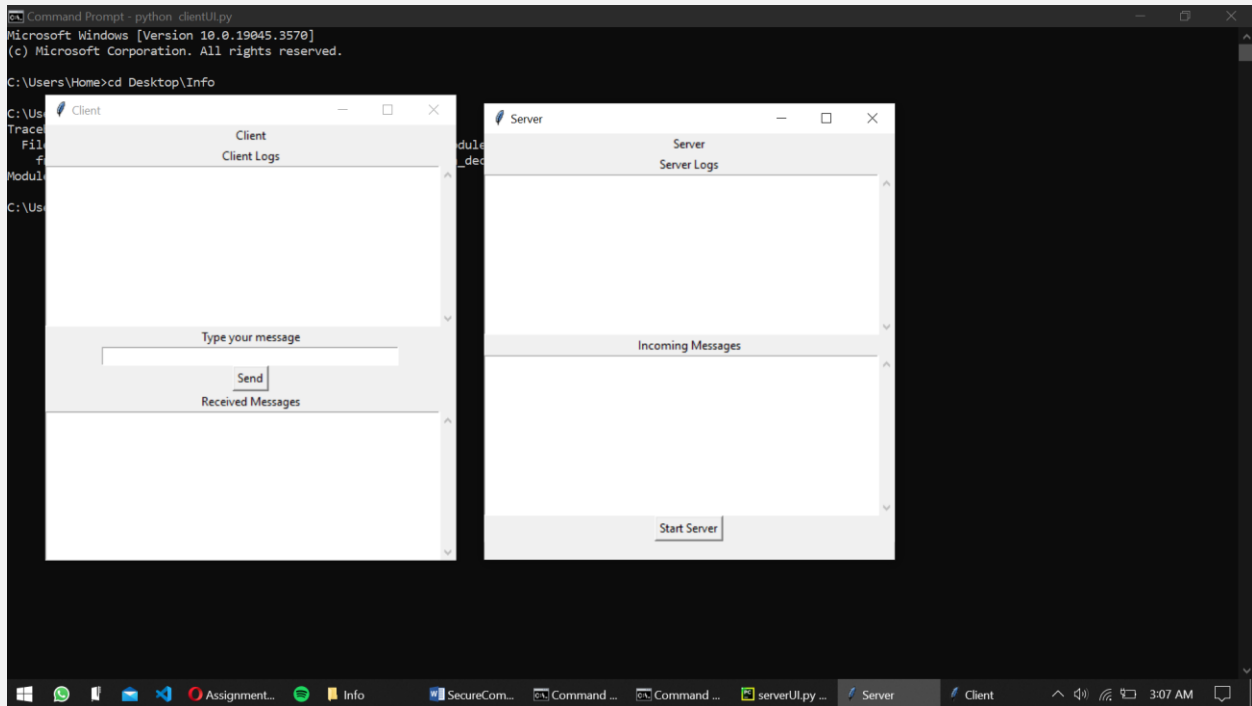 Command Prompt - python clientUI.py
Microsoft Windows [Version 10.0.19045.3570]
(c) Microsoft Corporation. All rights reserved.
C:\Users\Home>cd Desktop\Info
Client
Client
Client Logs
Type your message
Send
Received Messages
Server
Server
Server Logs
Incoming Messages
Start Server
Assignment... Info SecureCom... Command ... Command ... serverUI.py ... Server Client 3:07 AM